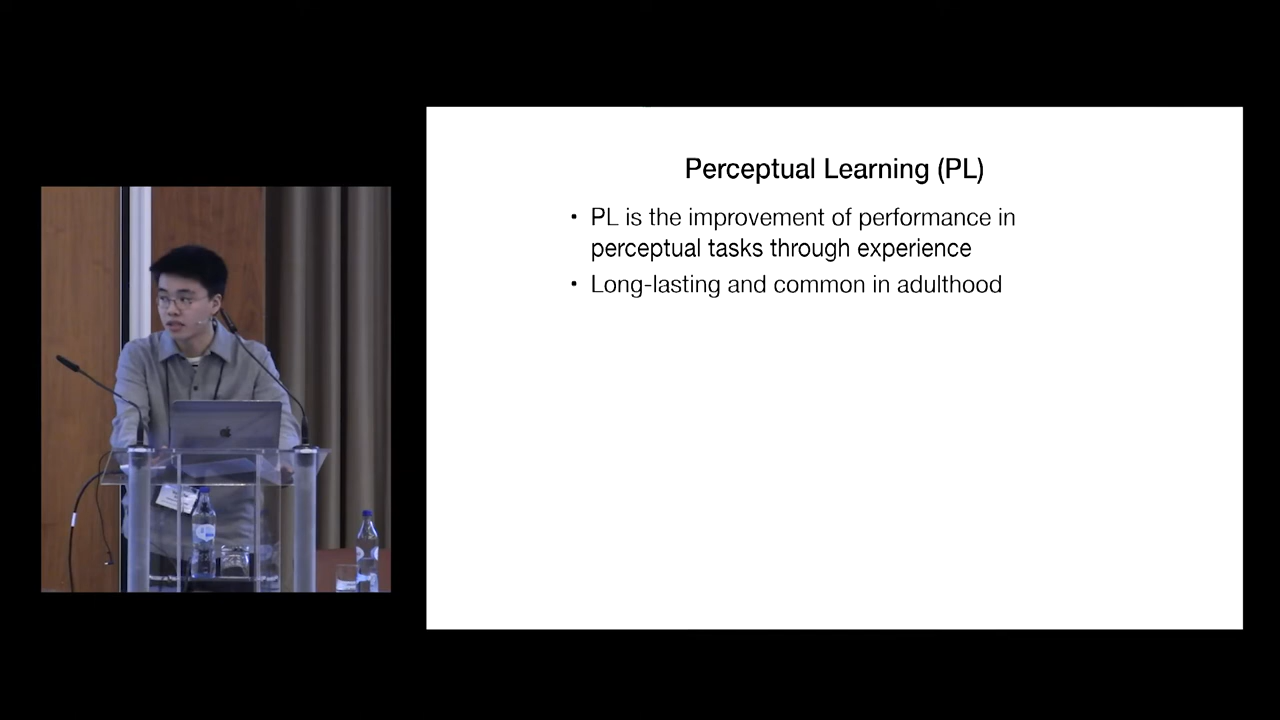 Perceptual Learning (PL)
• PL is the improvement of performance in
perceptual tasks through experience
• Long-lasting and common in adulthood